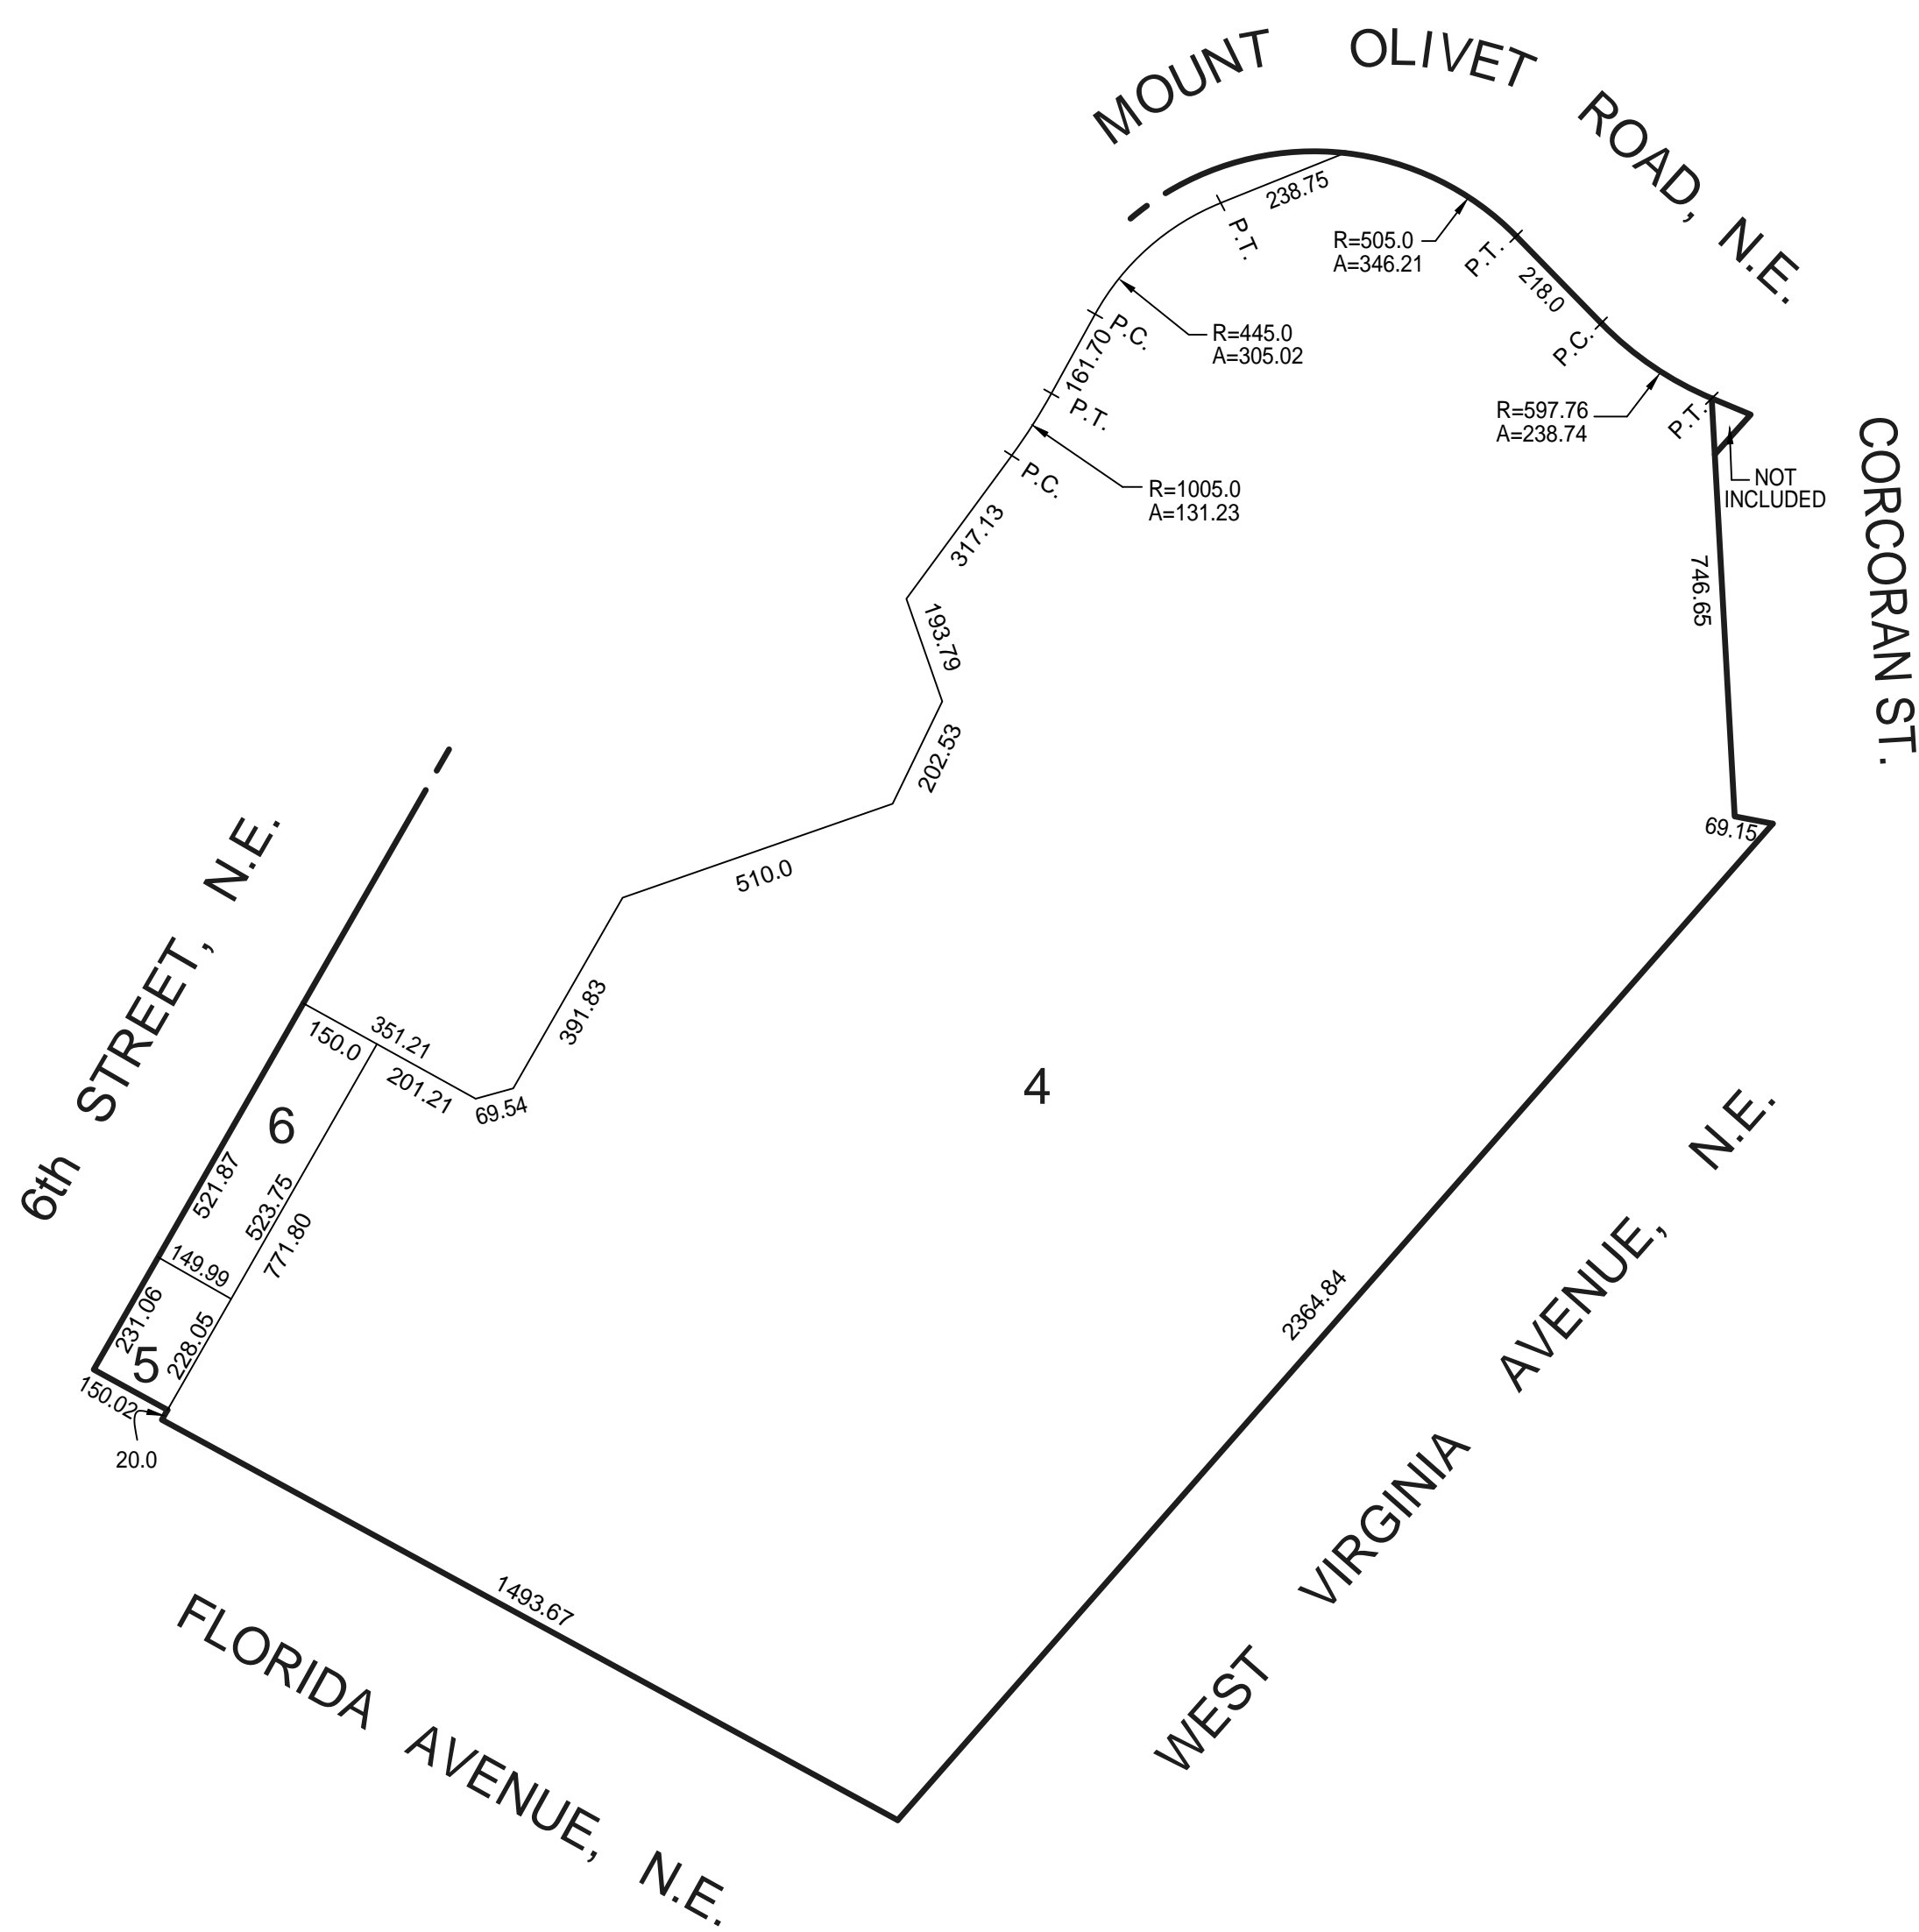 MOUNT OLIVET ROAD, N.E.
238.75
P.T.
R=505.0
A=346.21
P.T.
218.0
P.C.
R=445.0
A=305.02
P.C.
161.70
P.T.
R=597.76
A=238.74
P.T.
NOT
INCLUDED
CORCORAN ST.
P.C.
R=1005.0
A=131.23
317.13
193.79
746.65
202.53
69.15
510.0
6th STREET, N.E.
391.83
351.21
150.0
201.21
69.54
4
6
521.87
523.75
771.80
149.99
231.06
228.05
5
150.02
20.0
2364.84
1493.67
WEST VIRGINIA AVENUE, N.E.
FLORIDA AVENUE, N.E.